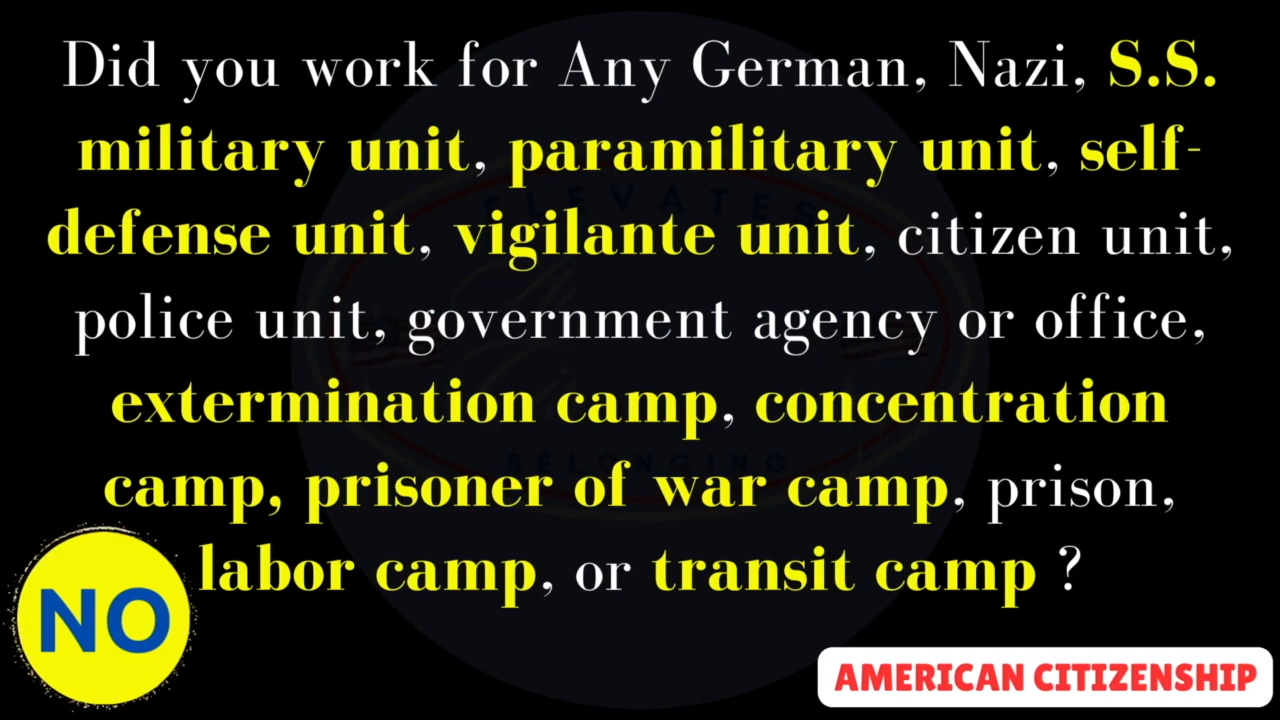 Did you work for Any German, Nazi, S.S.
military unit, paramilitary unit, self-
defense unit, vigilante unit, citizen unit,
police unit, government agency or office,
extermination camp, concentration
camp, prisoner of war camp, prison,
labor camp, or transit camp ?
NO
AMERICAN CITIZENSHIP
ELEVATES
BELONGING